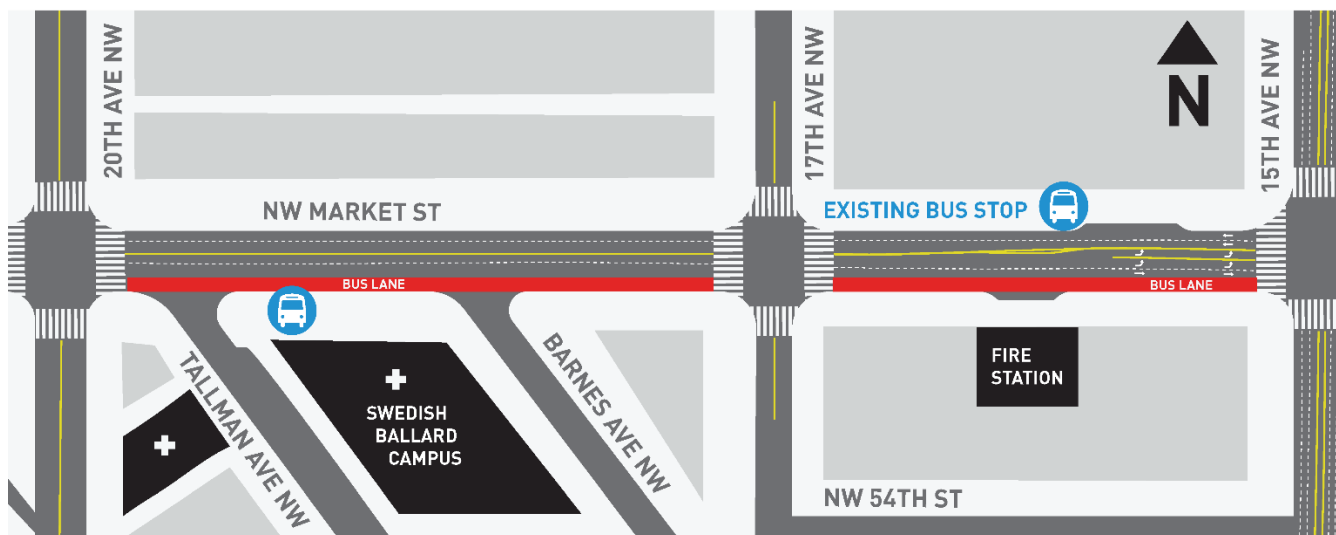 20TH AVE NW
17TH AVE NW
15TH AVE NW
N
NW MARKET ST
EXISTING BUS STOP
BUS LANE
BUS LANE
TALLMAN AVE NW
SWEDISH
BALLARD
CAMPUS
BARNES AVE NW
FIRE
STATION
NW 54TH ST